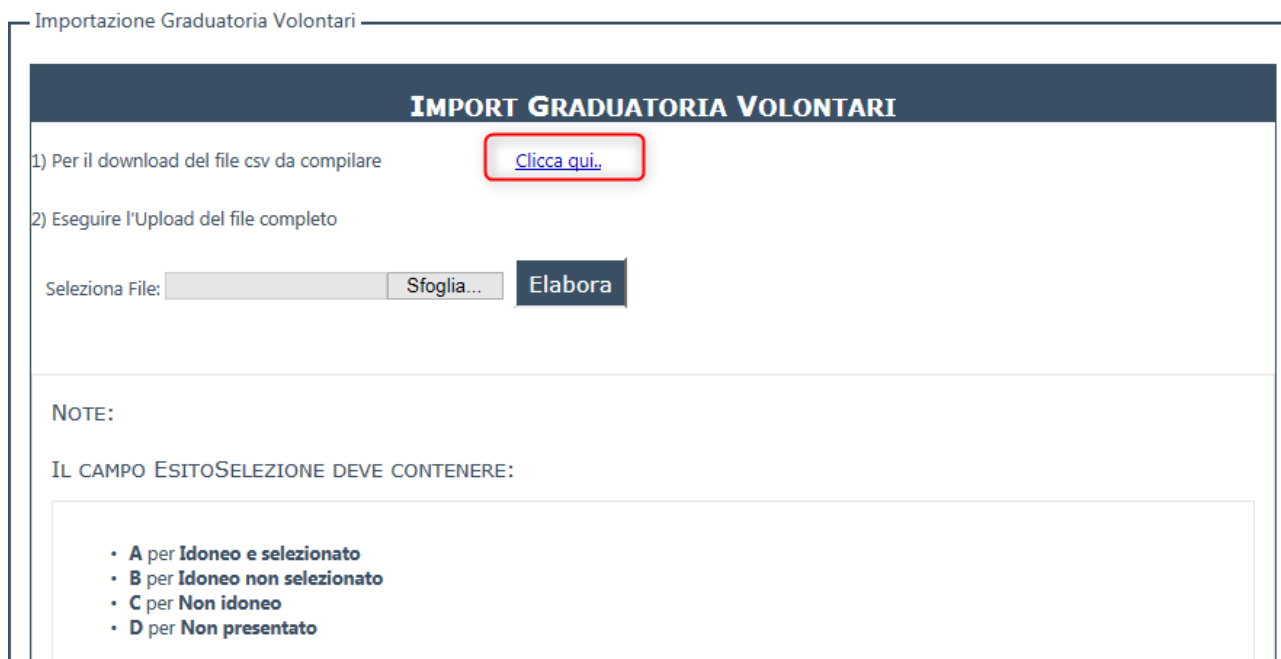 Importazione Graduatoria Volontari
IMPORT GRADUATORIA VOLONTARI
1) Per il download del file csv da compilare Clicca qui..
2) Eseguire l'Upload del file completo
Seleziona File: Sfoglia... Elabora
NOTE:
IL CAMPO ESITOSELEZIONE DEVE CONTENERE:
• A per Idoneo e selezionato
• B per Idoneo non selezionato
• C per Non idoneo
• D per Non presentato